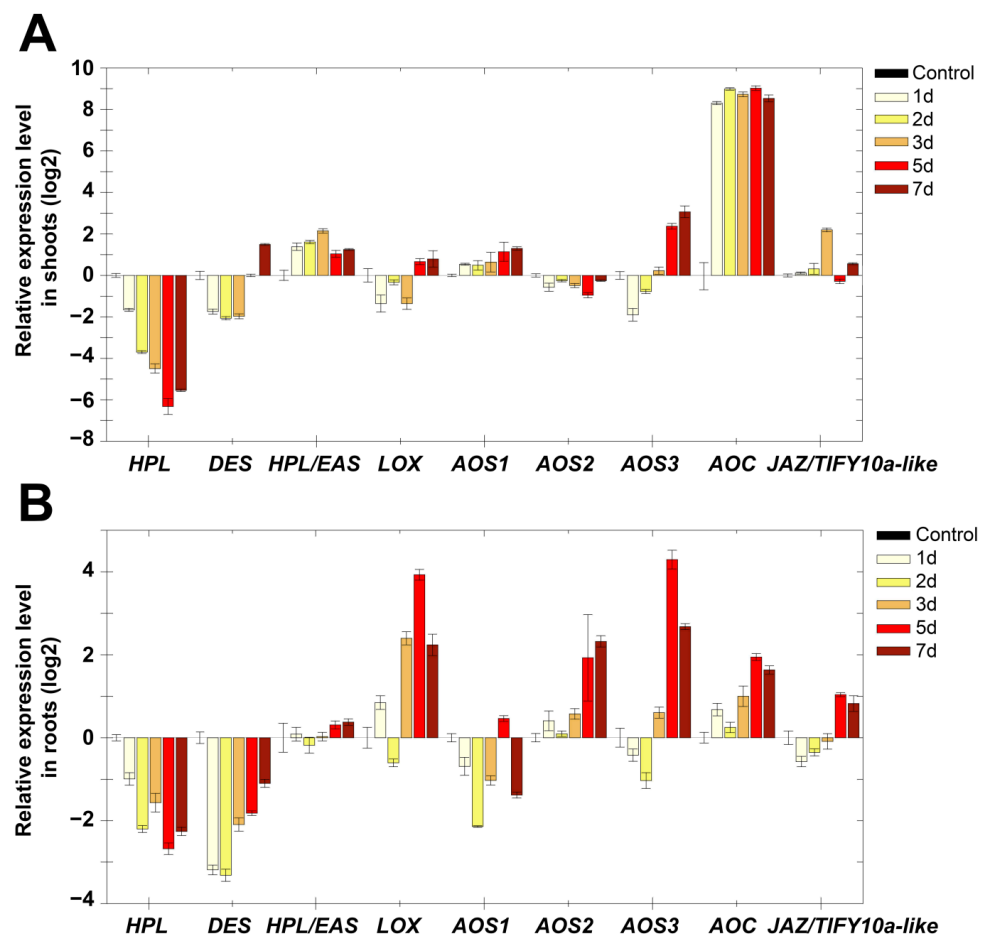 A
Relative expression level
in shoots (log2)
10
8
6
4
2
0
−2
−4
−6
−8
HPL DES HPL/EAS LOX AOS1 AOS2 AOS3 AOC JAZ/TIFY10a-like
Control
1d
2d
3d
5d
7d
B
Relative expression level
in roots (log2)
4
2
0
−2
−4
HPL DES HPL/EAS LOX AOS1 AOS2 AOS3 AOC JAZ/TIFY10a-like
Control
1d
2d
3d
5d
7d